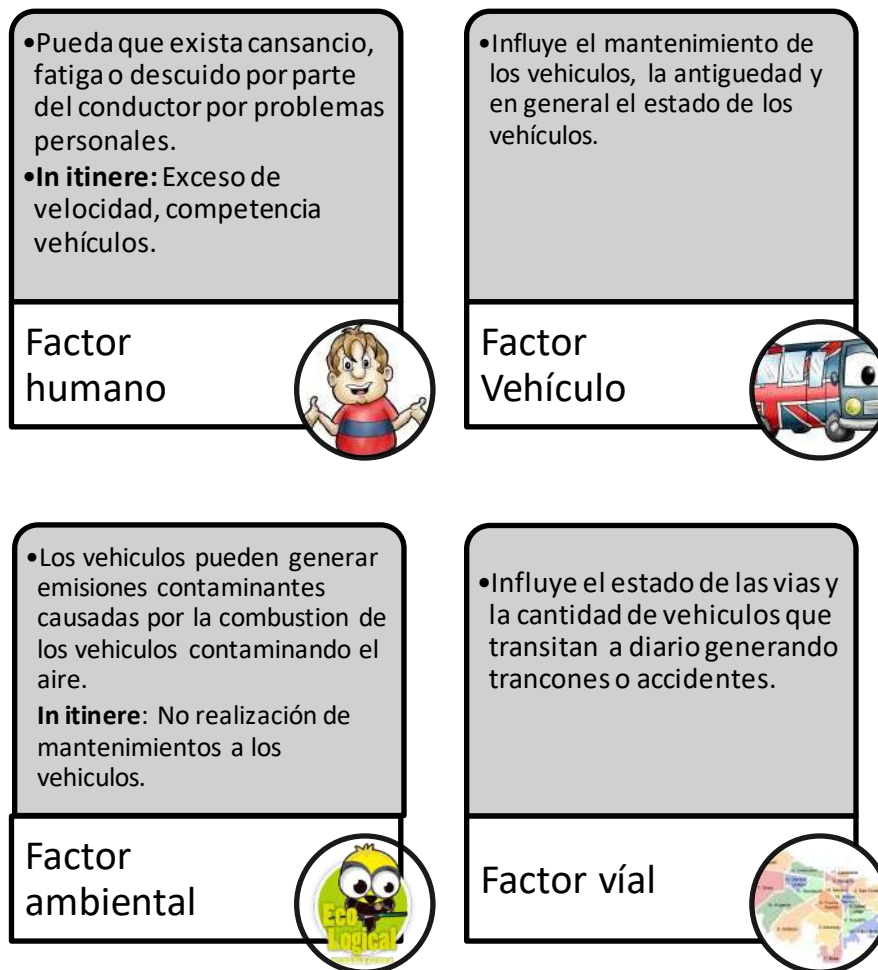 •Pueda que exista cansancio,
fatiga o descuido por parte
del conductor por problemas
personales.
•In itinere: Exceso de
velocidad, competencia
vehículos.
Factor
humano
•Influye el mantenimiento de
los vehiculos, la antiguedad y
en general el estado de los
vehículos.
Factor
Vehículo
•Los vehiculos pueden generar
emisiones contaminantes
causadas por la combustion de
los vehiculos contaminando el
aire.
In itinere: No realización de
mantenimientos a los
vehiculos.
Factor
ambiental
Eco
Logical
•Influye el estado de las vias y
la cantidad de vehiculos que
transitan a diario generando
trancones o accidentes.
Factor víal